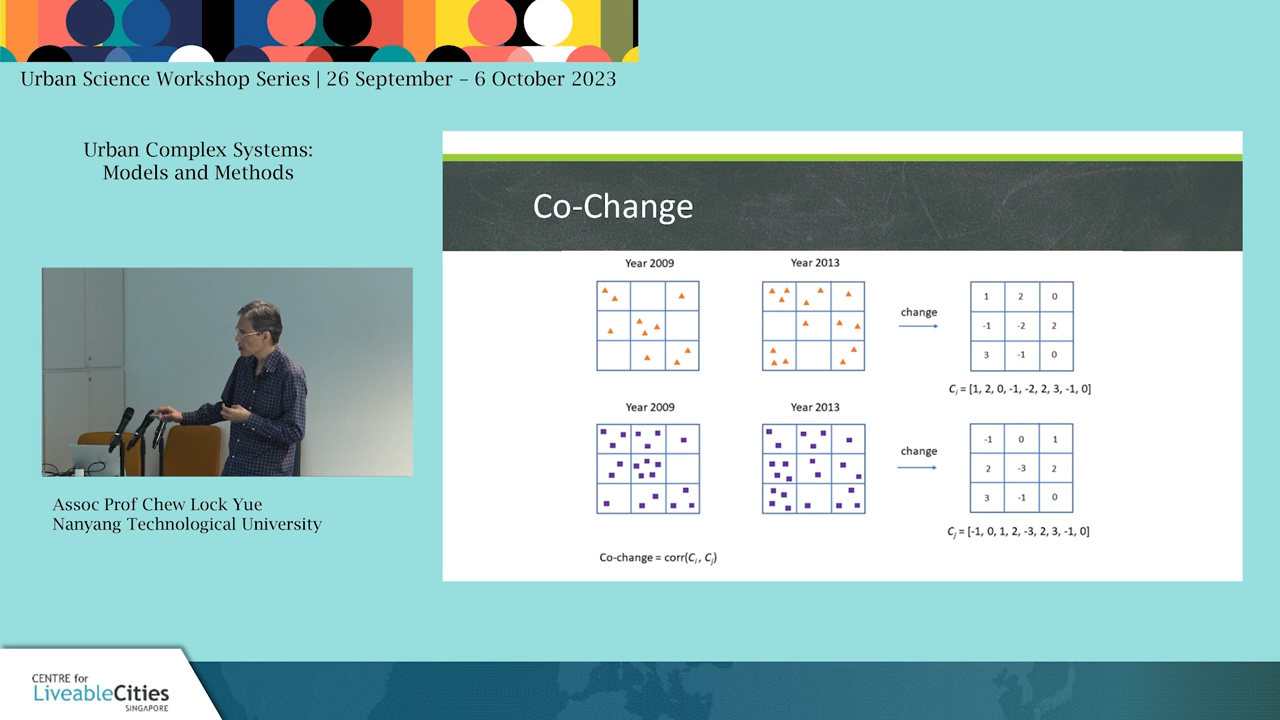 Urban Science Workshop Series | 26 September – 6 October 2023
Urban Complex Systems:
Models and Methods
Co-Change
Year 2009
Year 2013
change
1 2 0
-1 -2 2
3 -1 0
Cᵢ = [1, 2, 0, -1, -2, 2, 3, -1, 0]
Year 2009
Year 2013
change
-1 0 1
2 -3 2
3 -1 0
Cⱼ = [-1, 0, 1, 2, -3, 2, 3, -1, 0]
Co-change = corr(Cᵢ , Cⱼ)
Assoc Prof Chew Lock Yue
Nanyang Technological University
CENTRE for
LiveableCities
SINGAPORE